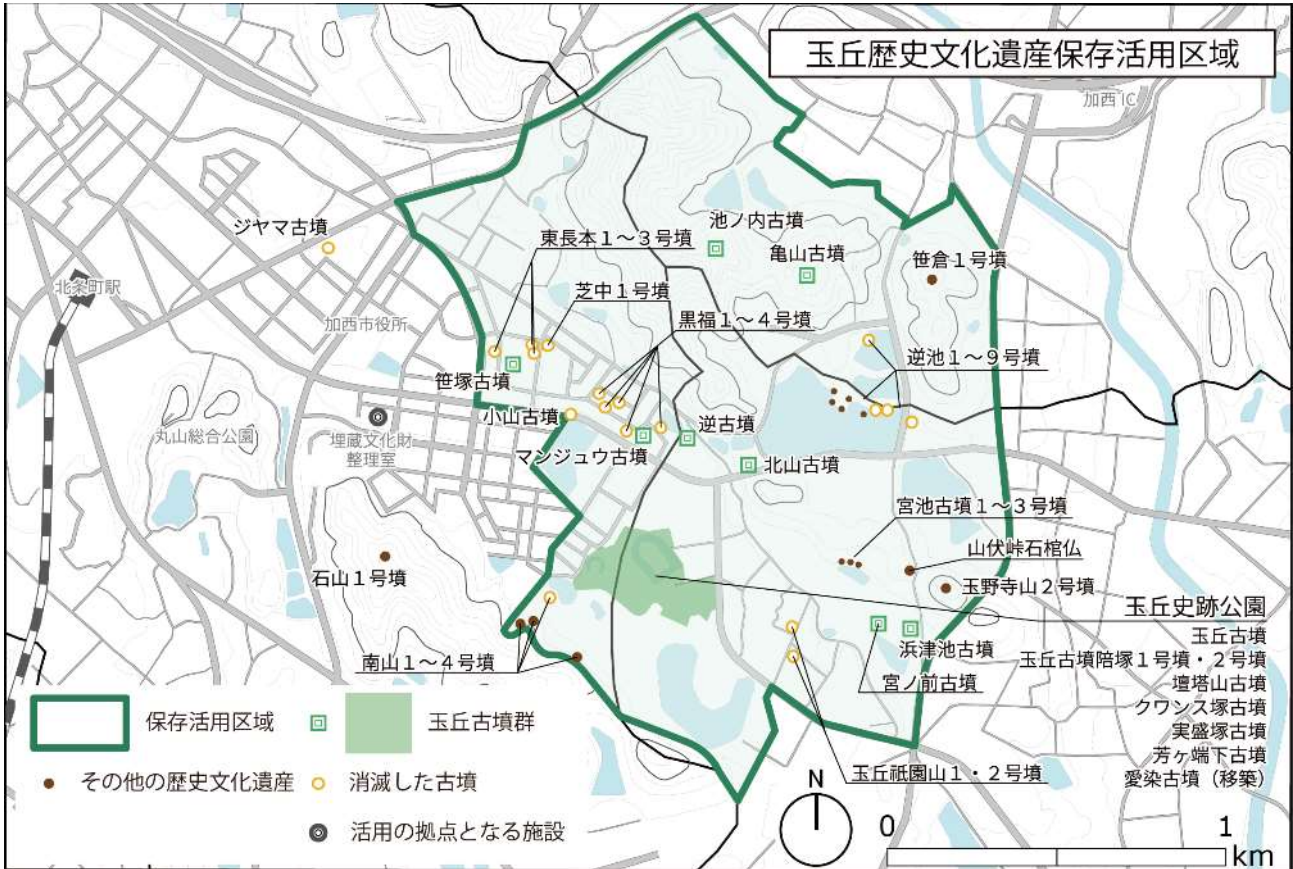 玉丘歴史文化遺産保存活用区域
加西IC
ジヤマ古墳
池ノ内古墳
東長本1～3号墳
亀山古墳
笹倉1号墳
北条町駅
芝中1号墳
加西市役所
黒福1～4号墳
逆池1～9号墳
笹塚古墳
小山古墳
逆古墳
丸山総合公園
埋蔵文化財
整理室
マンジュウ古墳
北山古墳
宮池古墳1～3号墳
山伏峠石棺仏
石山1号墳
玉野寺山2号墳
玉丘史跡公園
玉丘古墳
玉丘古墳陪塚1号墳・2号墳
壇塔山古墳
クワンス塚古墳
実盛塚古墳
芳ヶ端下古墳
愛染古墳（移築）
浜津池古墳
宮ノ前古墳
南山1～4号墳
玉丘祇園山1・2号墳
保存活用区域
玉丘古墳群
その他の歴史文化遺産
消滅した古墳
活用の拠点となる施設
N
0
1
km